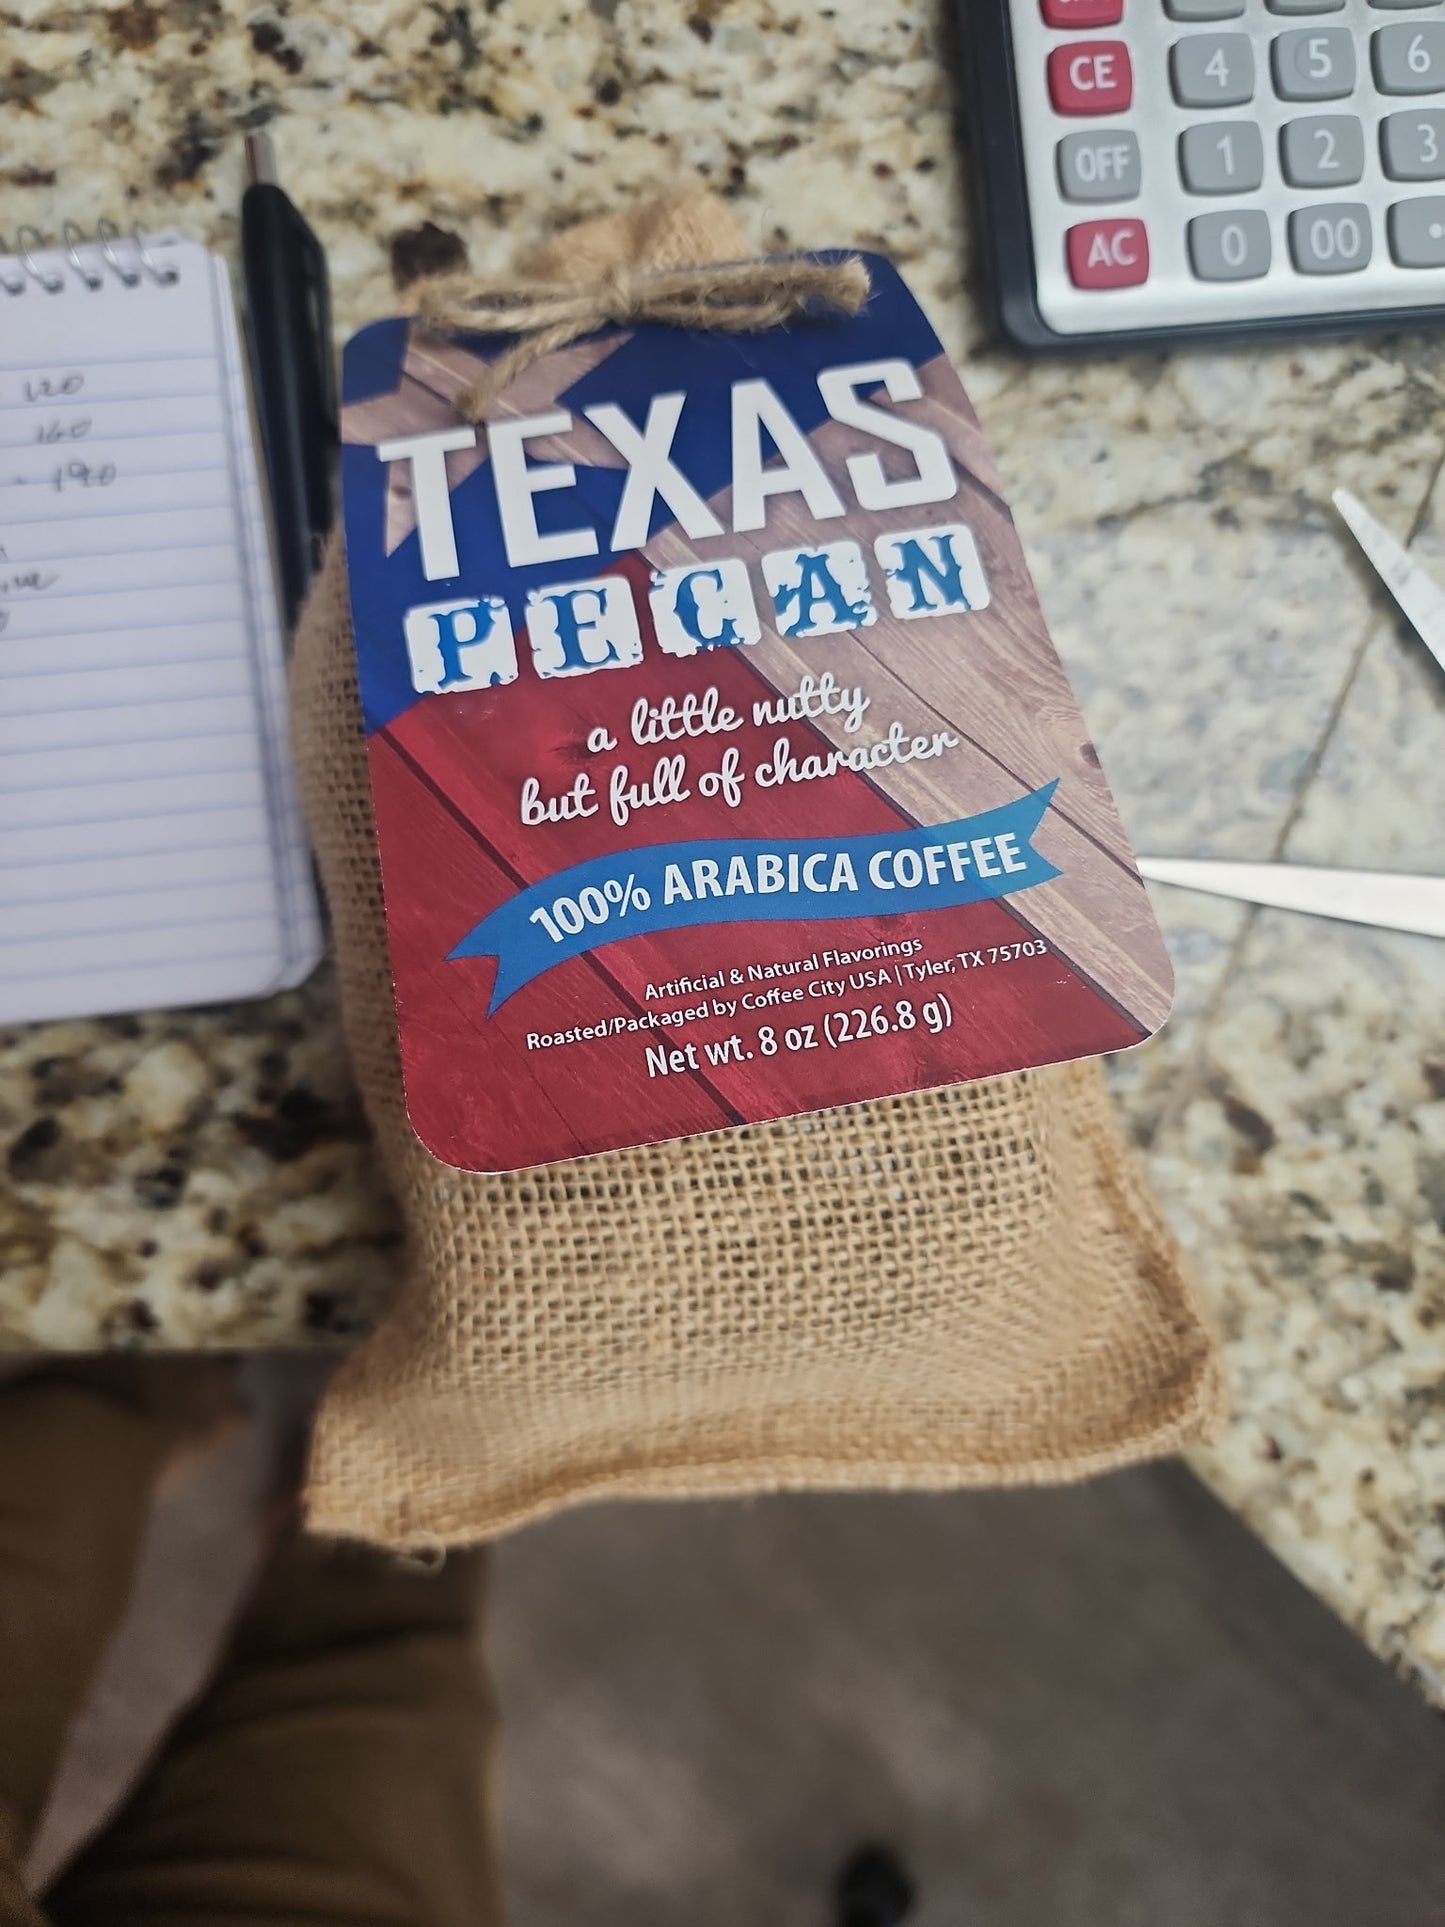 CE
4
5
6
OFF
1
2
3
AC
0
00
.
120
160
190
TEXAS
PECAN
a little nutty
but full of character
100% ARABICA COFFEE
Artificial & Natural Flavorings
Roasted/Packaged by Coffee City USA | Tyler, TX 75703
Net wt. 8 oz (226.8 g)